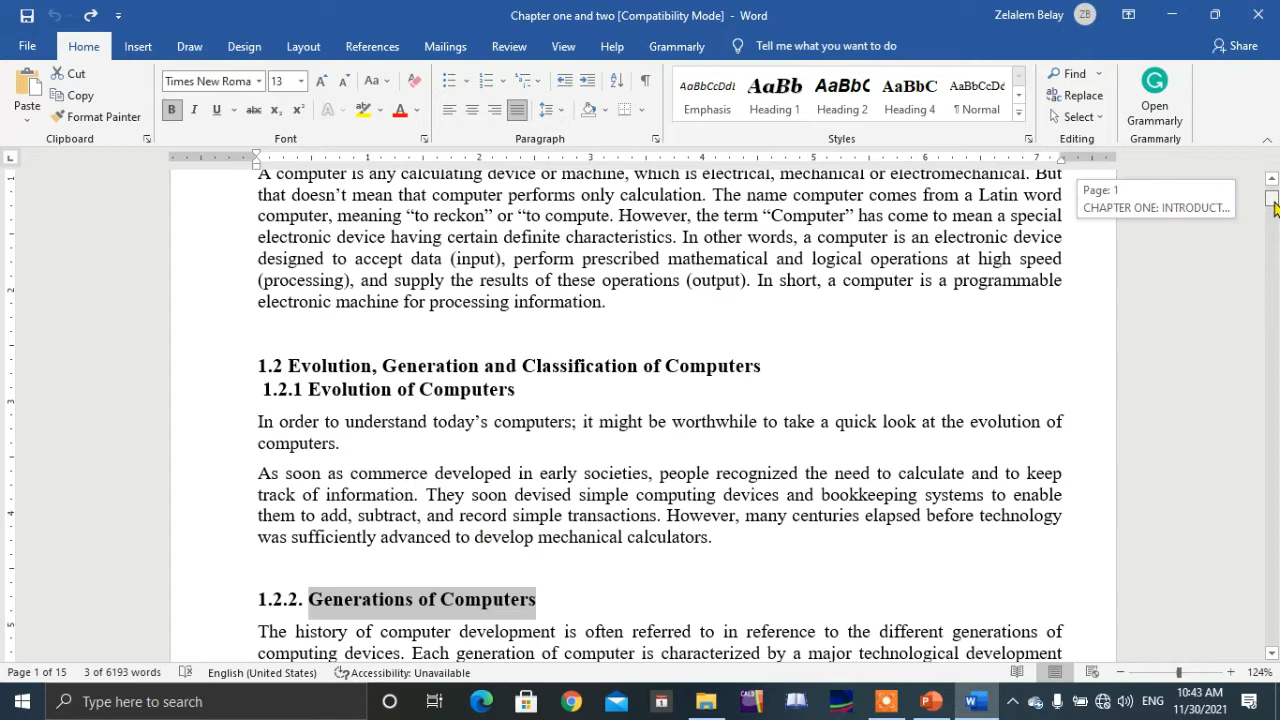 Chapter one and two [Compatibility Mode] - Word
Zelalem Belay
ZB
File Home Insert Draw Design Layout References Mailings Review View Help Grammarly Tell me what you want to do Share
Paste
Cut
Copy
Format Painter
Clipboard
Times New Roma 13
Aa
B I U abc x₂ x² A A
Font
Paragraph
AaBbCcDdI AaBb AaBbC AaBbC AaBbCcDc
Emphasis Heading 1 Heading 2 Heading 4 ¶ Normal
Styles
Find
Replace
Select
Editing
Open
Grammarly
Grammarly
1 2 3 4 5 6 7
A computer is any calculating device or machine, which is electrical, mechanical or electromechanical. But
that doesn’t mean that computer performs only calculation. The name computer comes from a Latin word
computer, meaning “to reckon” or “to compute. However, the term “Computer” has come to mean a special
electronic device having certain definite characteristics. In other words, a computer is an electronic device
designed to accept data (input), perform prescribed mathematical and logical operations at high speed
(processing), and supply the results of these operations (output). In short, a computer is a programmable
electronic machine for processing information.
Page: 1
CHAPTER ONE: INTRODUCT...
1.2 Evolution, Generation and Classification of Computers
1.2.1 Evolution of Computers
In order to understand today’s computers; it might be worthwhile to take a quick look at the evolution of
computers.
As soon as commerce developed in early societies, people recognized the need to calculate and to keep
track of information. They soon devised simple computing devices and bookkeeping systems to enable
them to add, subtract, and record simple transactions. However, many centuries elapsed before technology
was sufficiently advanced to develop mechanical calculators.
1.2.2. Generations of Computers
The history of computer development is often referred to in reference to the different generations of
computing devices. Each generation of computer is characterized by a major technological development
Page 1 of 15 3 of 6193 words English (United States) Accessibility: Unavailable 124%
Type here to search
ENG
10:43 AM
11/30/2021